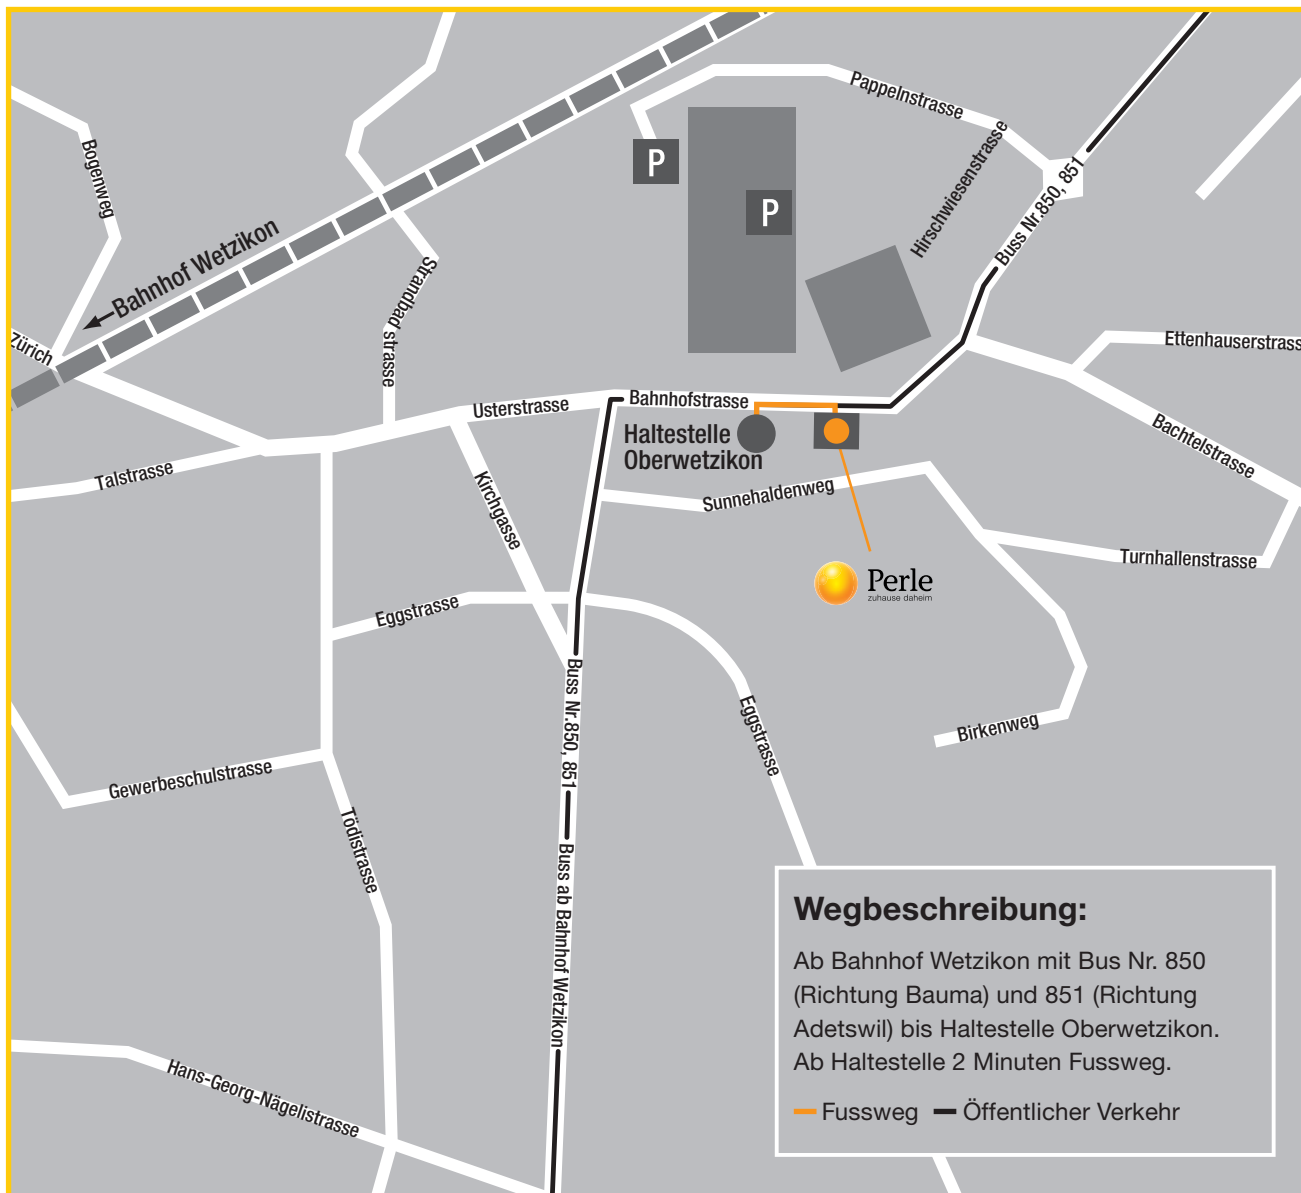 Pappelnstrasse
P
P
Hirschwiesenstrasse
Buss Nr.850, 851
Bogenweg
Bahnhof Wetzikon
Strandbad
strasse
Zürich
Ettenhauserstrass
Usterstrasse
Bahnhofstrasse
Haltestelle
Oberwetzikon
Bachtelstrasse
Talstrasse
Kirchgasse
Sunnehaldenweg
Turnhallenstrasse
Perle
zuhause daheim
Eggstrasse
Buss Nr.850, 851
Eggstrasse
Birkenweg
Gewerbeschulstrasse
Tödistrasse
Buss ab Bahnhof Wetzikon
Hans-Georg-Nägelistrasse
Wegbeschreibung:
Ab Bahnhof Wetzikon mit Bus Nr. 850
(Richtung Bauma) und 851 (Richtung
Adetswil) bis Haltestelle Oberwetzikon.
Ab Haltestelle 2 Minuten Fussweg.
Fussweg Öffentlicher Verkehr